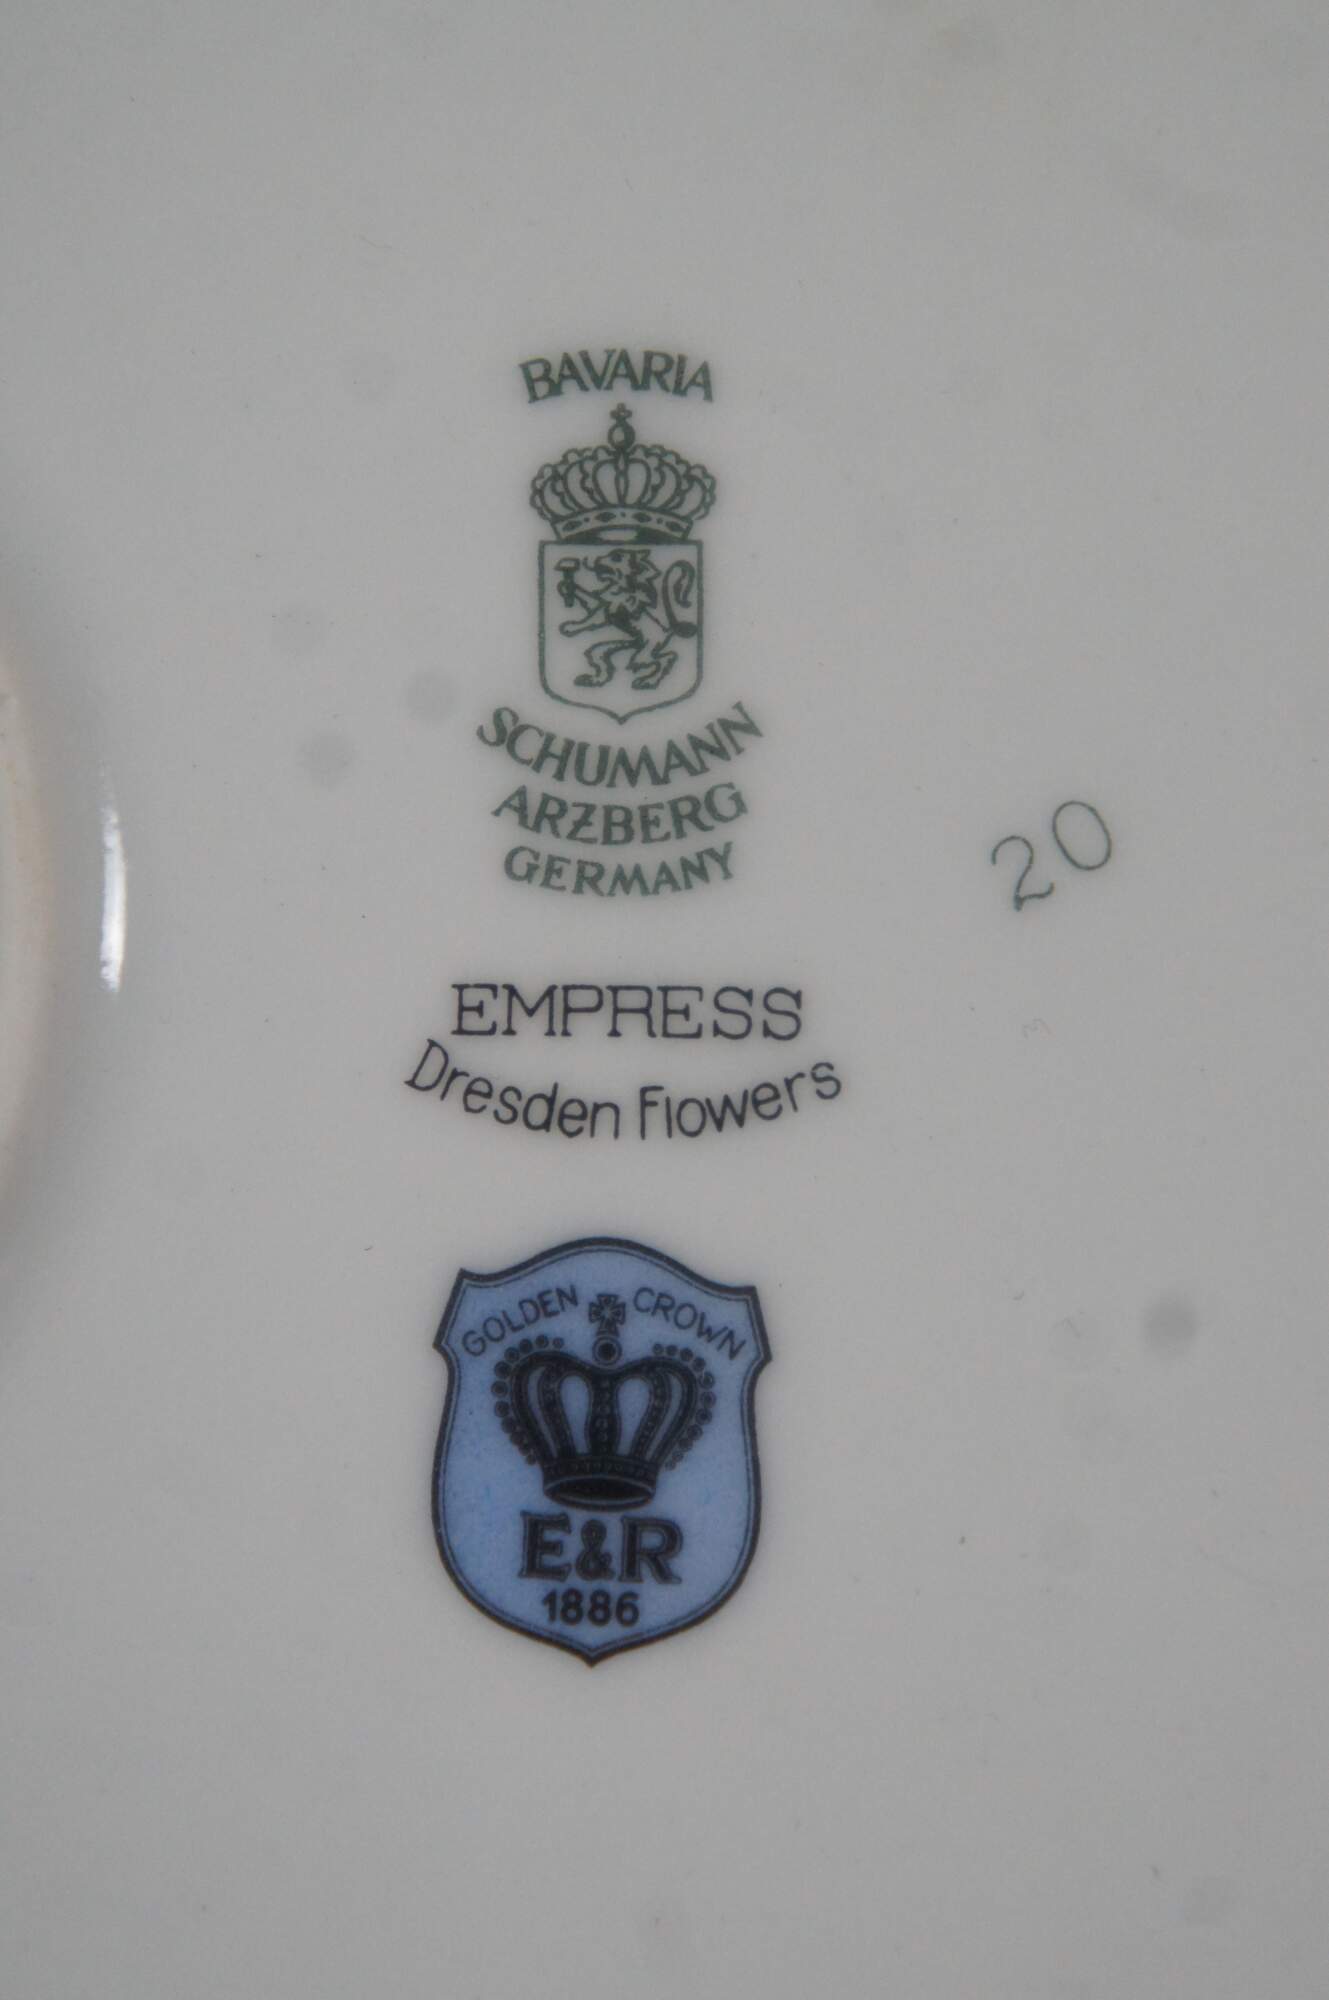 BAVARIA
SCHUMANN
ARZBERG
GERMANY
20
EMPRESS
Dresden Flowers
GOLDEN CROWN
E&R
1886